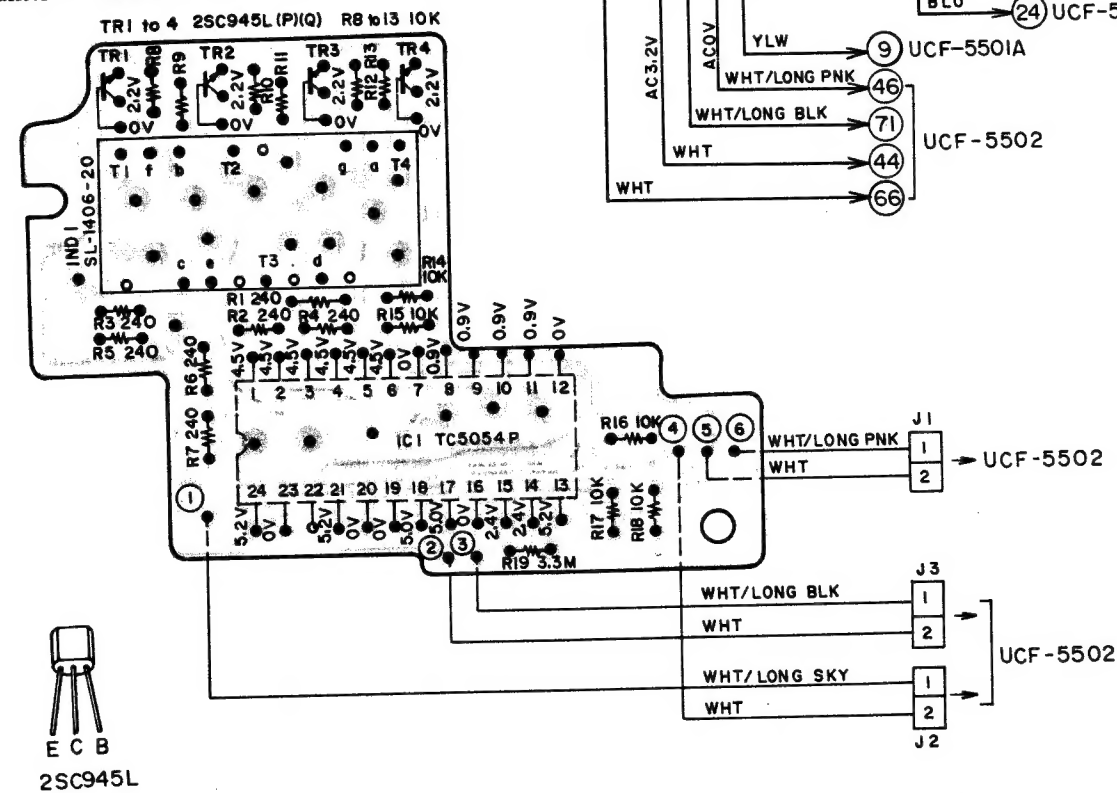 BLU
24 UCF-5
TR1 to 4 2SC945L (P)(Q) R8 to 13 10K
TR1 R8 R9 TR2 R10 R11 TR3 R12 R13 TR4
2.2V 2.2V 2.2V 2.2V
0V 0V 0V 0V
AC3.2V
AC0V
YLW 9 UCF-5501A
WHT/LONG PNK 46
WHT/LONG BLK 71
UCF-5502
WHT 44
WHT 66
T1 f b T2 g a T4
IND1
SL-1406-20
c e T3 d
R14
10K
R1 240
R3 240 R2 240 R4 240 R15 10K
R5 240
R6 240
R7 240
4.5V 4.5V 4.5V 4.5V 4.5V 4.5V 0V 0.9V 0.9V 0.9V 0.9V 0V
1 2 3 4 5 6 7 8 9 10 11 12
IC1 TC5054P
R16 10K 4 5 6
WHT/LONG PNK
WHT
J1
1
2
UCF-5502
24 23 22 21 20 19 18 17 16 15 14 13
5.2V 0V 5.2V 0V 0V 5.0V 5.0V 0V 2.4V 2.4V 5.2V
1
2 3
R17 10K
R18 10K
R19 3.3M
J3
WHT/LONG BLK 1
WHT 2
UCF-5502
WHT/LONG SKY 1
WHT 2
J2
E C B
2SC945L